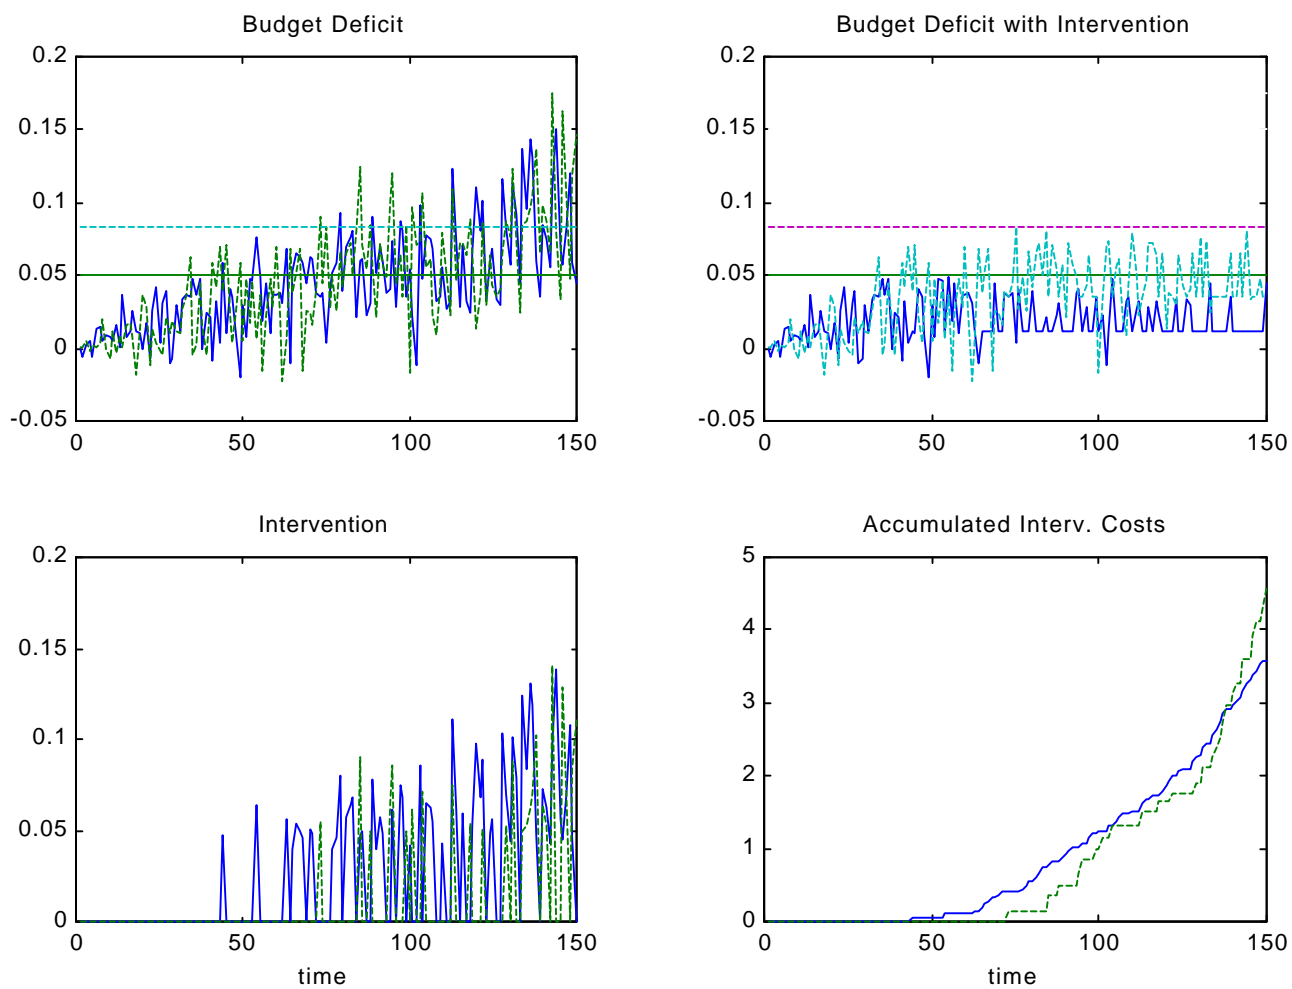 Budget Deficit
0.2
0.15
0.1
0.05
0
-0.05
0 50 100 150
Budget Deficit with Intervention
0.2
0.15
0.1
0.05
0
-0.05
0 50 100 150
Intervention
0.2
0.15
0.1
0.05
0
0 50 100 150
time
Accumulated Interv. Costs
5
4
3
2
1
0
0 50 100 150
time